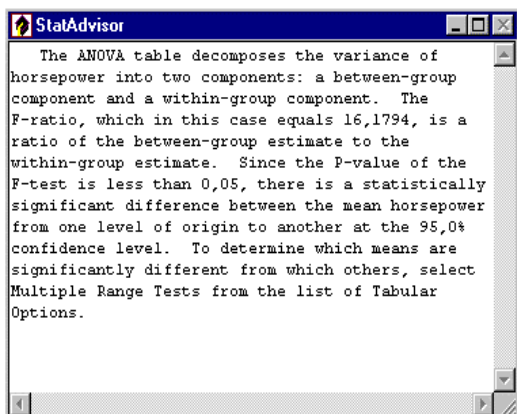 StatAdvisor
The ANOVA table decomposes the variance of
horsepower into two components: a between-group
component and a within-group component.  The
F-ratio, which in this case equals 16,1794, is a
ratio of the between-group estimate to the
within-group estimate.  Since the P-value of the
F-test is less than 0,05, there is a statistically
significant difference between the mean horsepower
from one level of origin to another at the 95,0%
confidence level.  To determine which means are
significantly different from which others, select
Multiple Range Tests from the list of Tabular
Options.